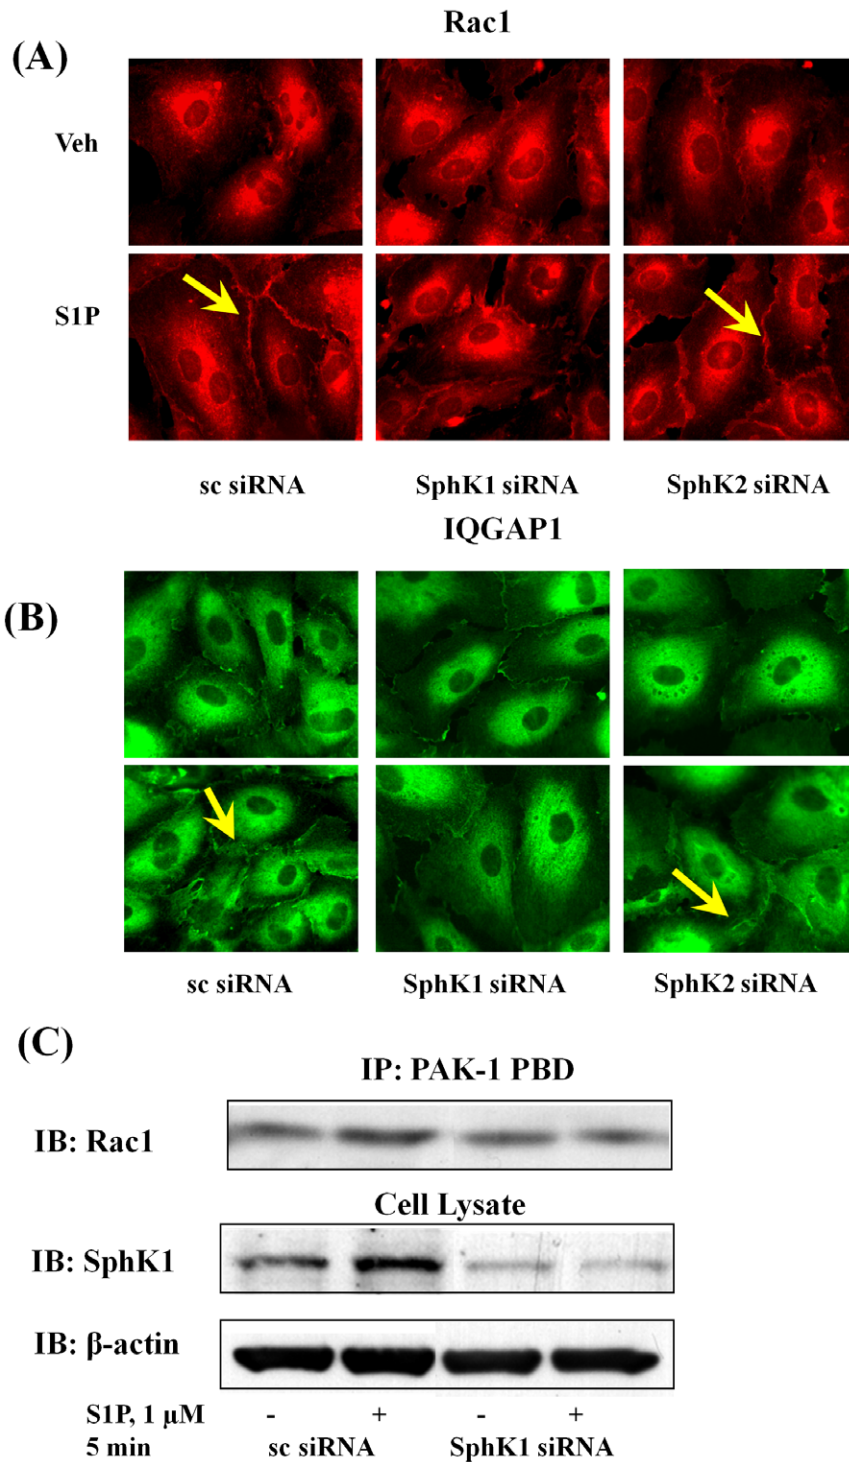 Rac1
(A)
Veh
S1P
sc siRNA SphK1 siRNA SphK2 siRNA
IQGAP1
(B)
sc siRNA SphK1 siRNA SphK2 siRNA
(C)
IP: PAK-1 PBD
IB: Rac1
Cell Lysate
IB: SphK1
IB: β-actin
S1P, 1 µM - + - +
5 min sc siRNA SphK1 siRNA